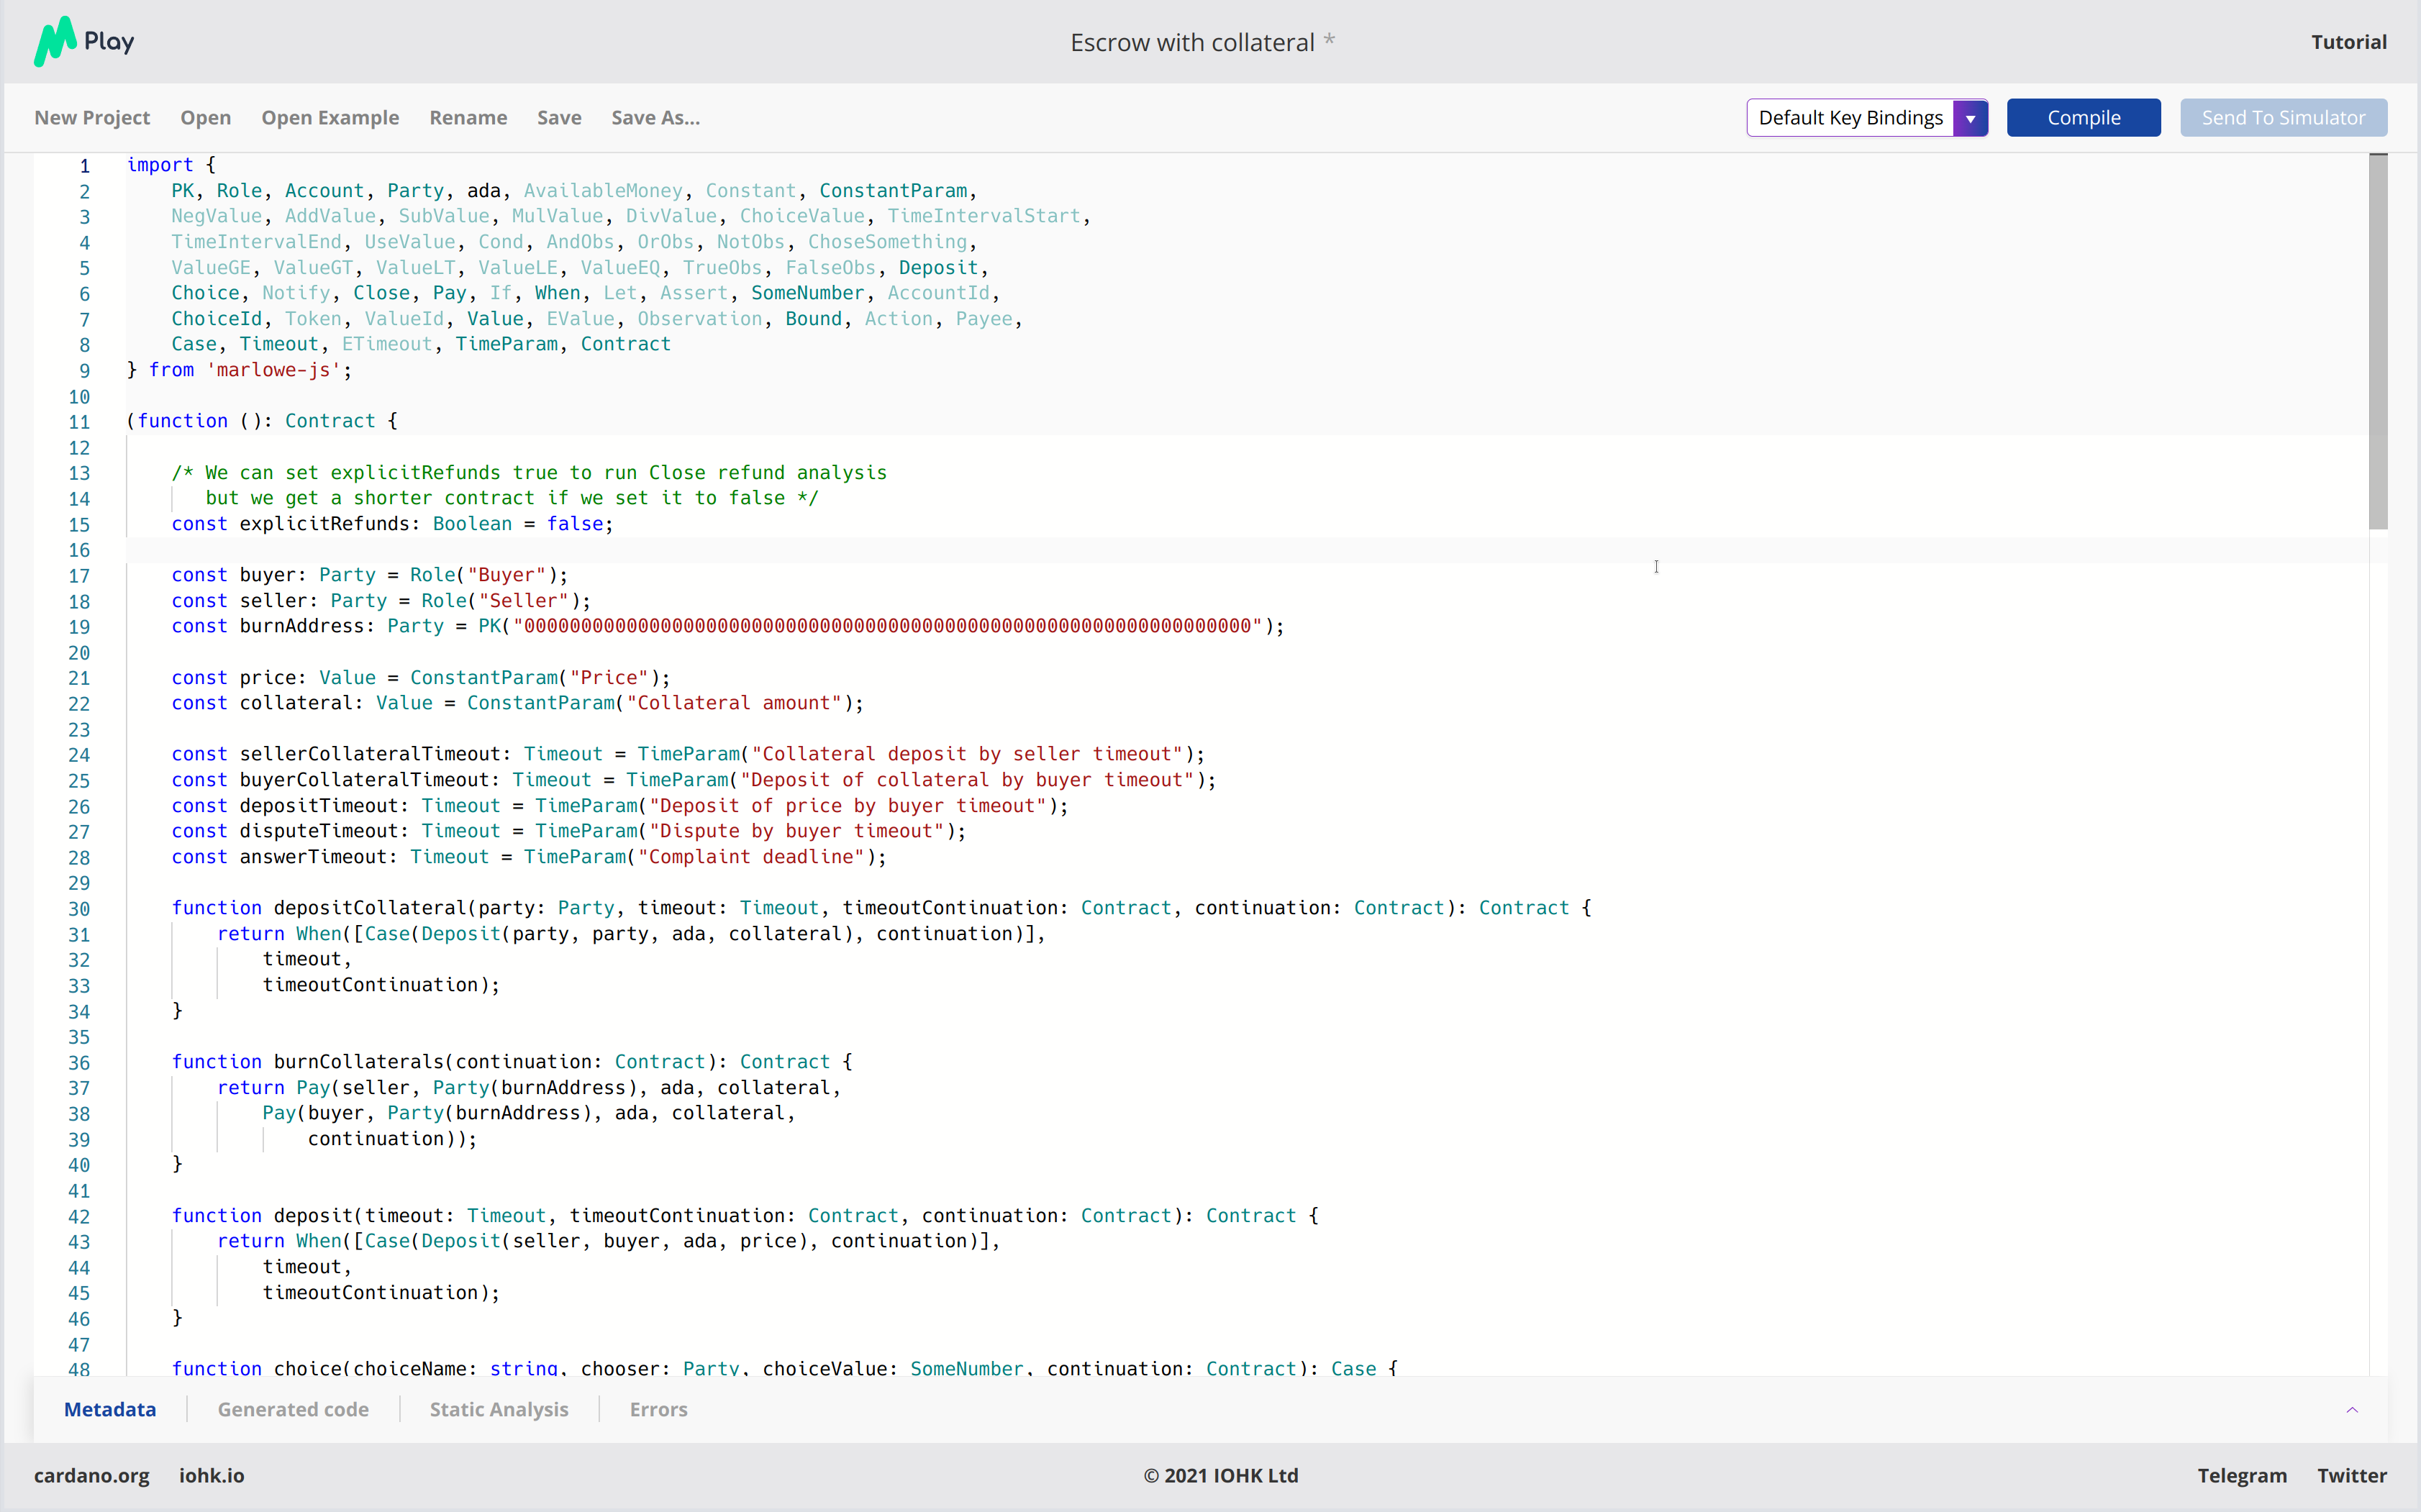 Play
Escrow with collateral *
Tutorial
New Project Open Open Example Rename Save Save As...
Default Key Bindings
Compile
Send To Simulator
1 import {
2     PK, Role, Account, Party, ada, AvailableMoney, Constant, ConstantParam,
3     NegValue, AddValue, SubValue, MulValue, DivValue, ChoiceValue, TimeIntervalStart,
4     TimeIntervalEnd, UseValue, Cond, AndObs, OrObs, NotObs, ChoseSomething,
5     ValueGE, ValueGT, ValueLT, ValueLE, ValueEQ, TrueObs, FalseObs, Deposit,
6     Choice, Notify, Close, Pay, If, When, Let, Assert, SomeNumber, AccountId,
7     ChoiceId, Token, ValueId, Value, EValue, Observation, Bound, Action, Payee,
8     Case, Timeout, ETimeout, TimeParam, Contract
9 } from 'marlowe-js';
10
11 (function (): Contract {
12
13     /* We can set explicitRefunds true to run Close refund analysis
14        but we get a shorter contract if we set it to false */
15     const explicitRefunds: Boolean = false;
16
17     const buyer: Party = Role("Buyer");
18     const seller: Party = Role("Seller");
19     const burnAddress: Party = PK("0000000000000000000000000000000000000000000000000000000000000000");
20
21     const price: Value = ConstantParam("Price");
22     const collateral: Value = ConstantParam("Collateral amount");
23
24     const sellerCollateralTimeout: Timeout = TimeParam("Collateral deposit by seller timeout");
25     const buyerCollateralTimeout: Timeout = TimeParam("Deposit of collateral by buyer timeout");
26     const depositTimeout: Timeout = TimeParam("Deposit of price by buyer timeout");
27     const disputeTimeout: Timeout = TimeParam("Dispute by buyer timeout");
28     const answerTimeout: Timeout = TimeParam("Complaint deadline");
29
30     function depositCollateral(party: Party, timeout: Timeout, timeoutContinuation: Contract, continuation: Contract): Contract {
31         return When([Case(Deposit(party, party, ada, collateral), continuation)],
32             timeout,
33             timeoutContinuation);
34     }
35
36     function burnCollaterals(continuation: Contract): Contract {
37         return Pay(seller, Party(burnAddress), ada, collateral,
38             Pay(buyer, Party(burnAddress), ada, collateral,
39                 continuation));
40     }
41
42     function deposit(timeout: Timeout, timeoutContinuation: Contract, continuation: Contract): Contract {
43         return When([Case(Deposit(seller, buyer, ada, price), continuation)],
44             timeout,
45             timeoutContinuation);
46     }
47
48     function choice(choiceName: string, chooser: Party, choiceValue: SomeNumber, continuation: Contract): Case {
Metadata Generated code Static Analysis Errors
cardano.org iohk.io
© 2021 IOHK Ltd
Telegram Twitter